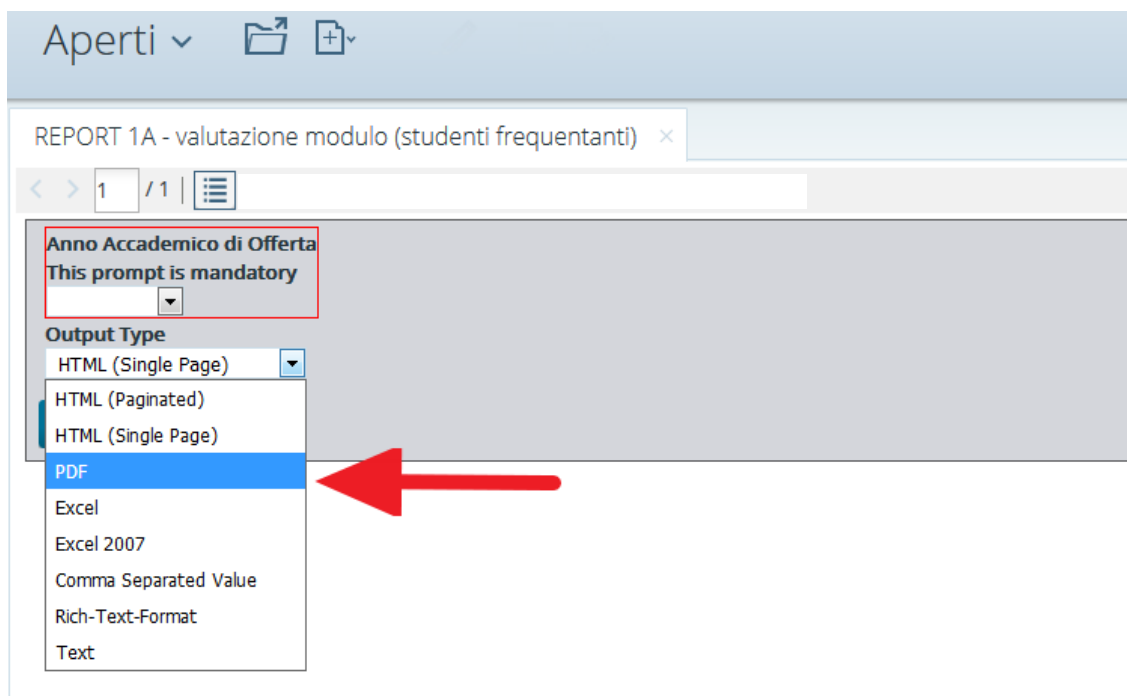 Aperti
REPORT 1A - valutazione modulo (studenti frequentanti) ×
1 / 1
Anno Accademico di Offerta
This prompt is mandatory
Output Type
HTML (Single Page)
HTML (Paginated)
HTML (Single Page)
PDF
Excel
Excel 2007
Comma Separated Value
Rich-Text-Format
Text